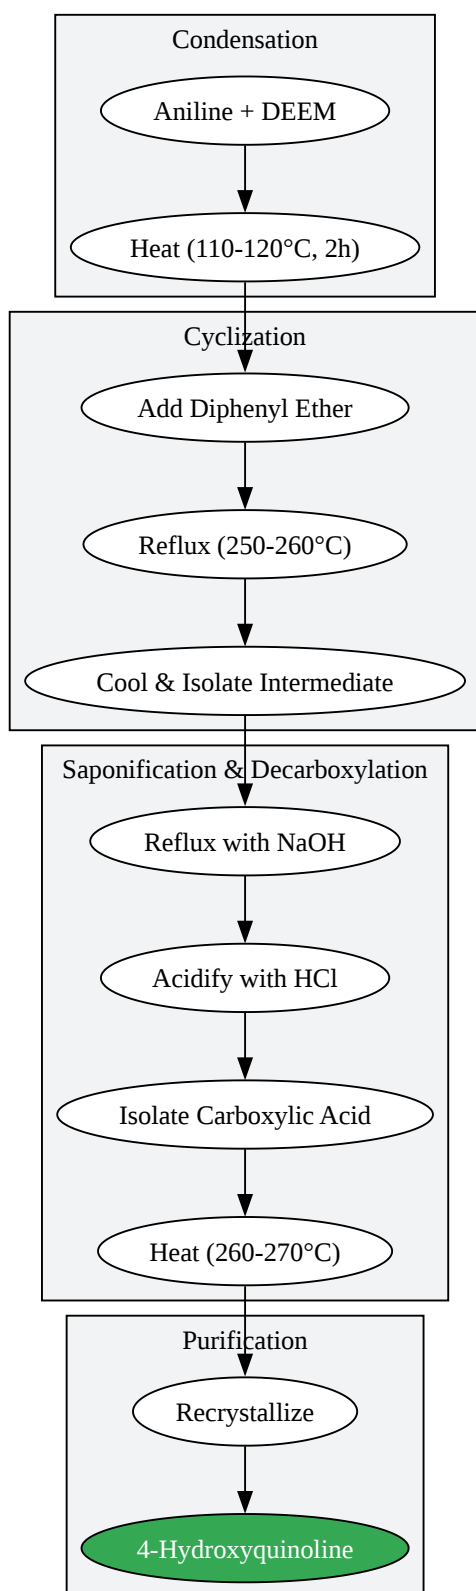 Condensation
Aniline + DEEM
Heat (110-120°C, 2h)
Cyclization
Add Diphenyl Ether
Reflux (250-260°C)
Cool & Isolate Intermediate
Saponification & Decarboxylation
Reflux with NaOH
Acidify with HCl
Isolate Carboxylic Acid
Heat (260-270°C)
Purification
Recrystallize
4-Hydroxyquinoline